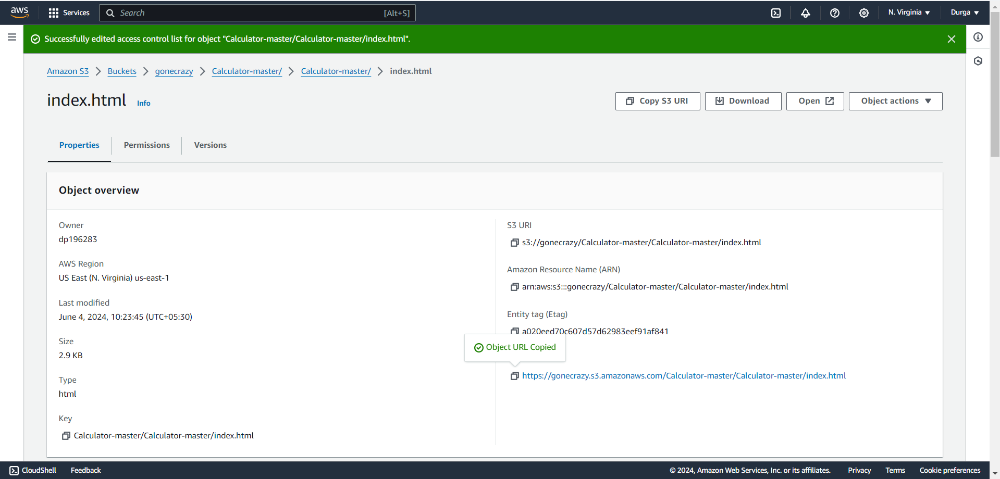 aws Services Search [Alt+S] N. Virginia Durga
Successfully edited access control list for object "Calculator-master/Calculator-master/index.html".
Amazon S3 Buckets gonecrazy Calculator-master/ Calculator-master/ index.html
index.html Info
Copy S3 URI Download Open Object actions
Properties Permissions Versions
Object overview
Owner
dp196283
AWS Region
US East (N. Virginia) us-east-1
Last modified
June 4, 2024, 10:23:45 (UTC+05:30)
Size
2.9 KB
Type
html
Key
Calculator-master/Calculator-master/index.html
S3 URI
s3://gonecrazy/Calculator-master/Calculator-master/index.html
Amazon Resource Name (ARN)
arn:aws:s3:::gonecrazy/Calculator-master/Calculator-master/index.html
Entity tag (Etag)
a020eed70c607d57d62983eef91af841
Object URL Copied
https://gonecrazy.s3.amazonaws.com/Calculator-master/Calculator-master/index.html
CloudShell Feedback © 2024, Amazon Web Services, Inc. or its affiliates. Privacy Terms Cookie preferences